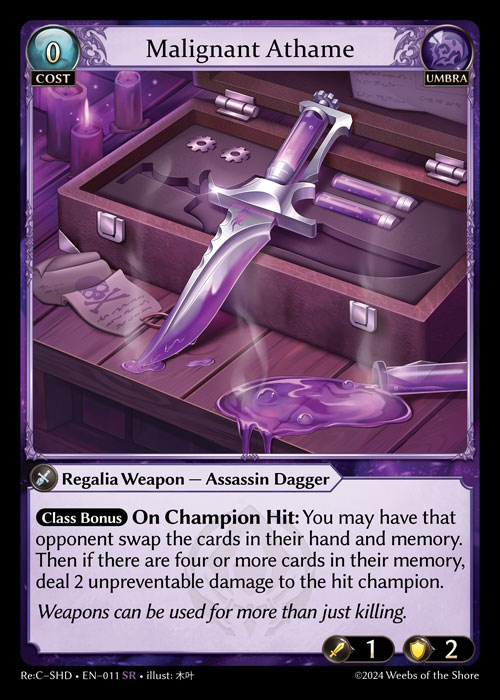 0
COST
Malignant Athame
UMBRA
Regalia Weapon — Assassin Dagger
Class Bonus On Champion Hit: You may have that
opponent swap the cards in their hand and memory.
Then if there are four or more cards in their memory,
deal 2 unpreventable damage to the hit champion.
Weapons can be used for more than just killing.
1
2
Re:C–SHD • EN–011 SR • illust: 木叶
©2024 Weebs of the Shore